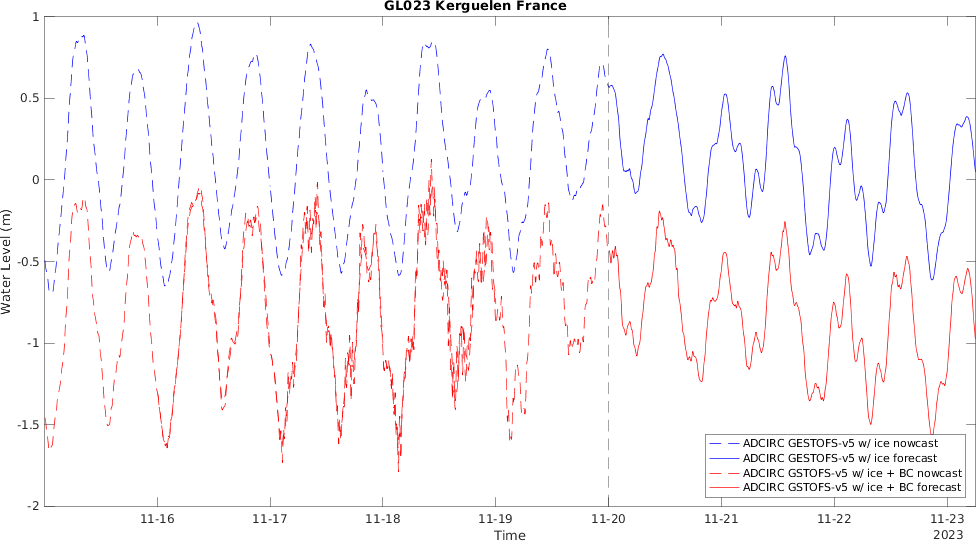 GL023 Kerguelen France
1
0.5
0
-0.5
-1
-1.5
-2
Water Level (m)
11-16
11-17
11-18
11-19
11-20
11-21
11-22
11-23
2023
Time
ADCIRC GESTOFS-v5 w/ ice nowcast
ADCIRC GESTOFS-v5 w/ ice forecast
ADCIRC GSTOFS-v5 w/ ice + BC nowcast
ADCIRC GSTOFS-v5 w/ ice + BC forecast